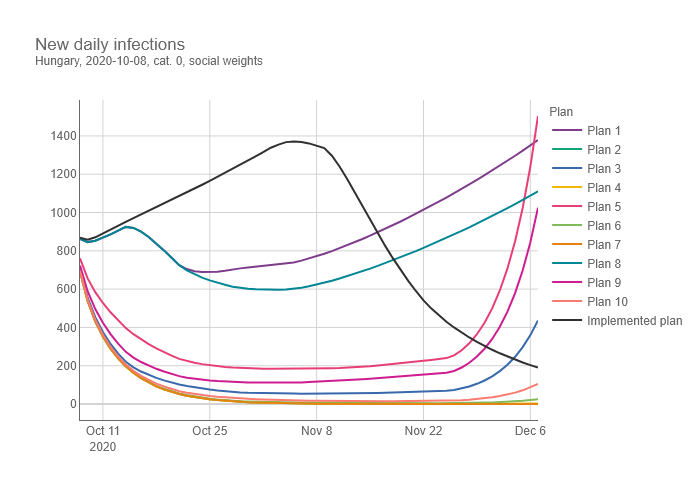 New daily infections
Hungary, 2020-10-08, cat. 0, social weights
Plan
Plan 1
Plan 2
Plan 3
Plan 4
Plan 5
Plan 6
Plan 7
Plan 8
Plan 9
Plan 10
Implemented plan
1400
1200
1000
800
600
400
200
0
Oct 11 Oct 25 Nov 8 Nov 22 Dec 6
2020